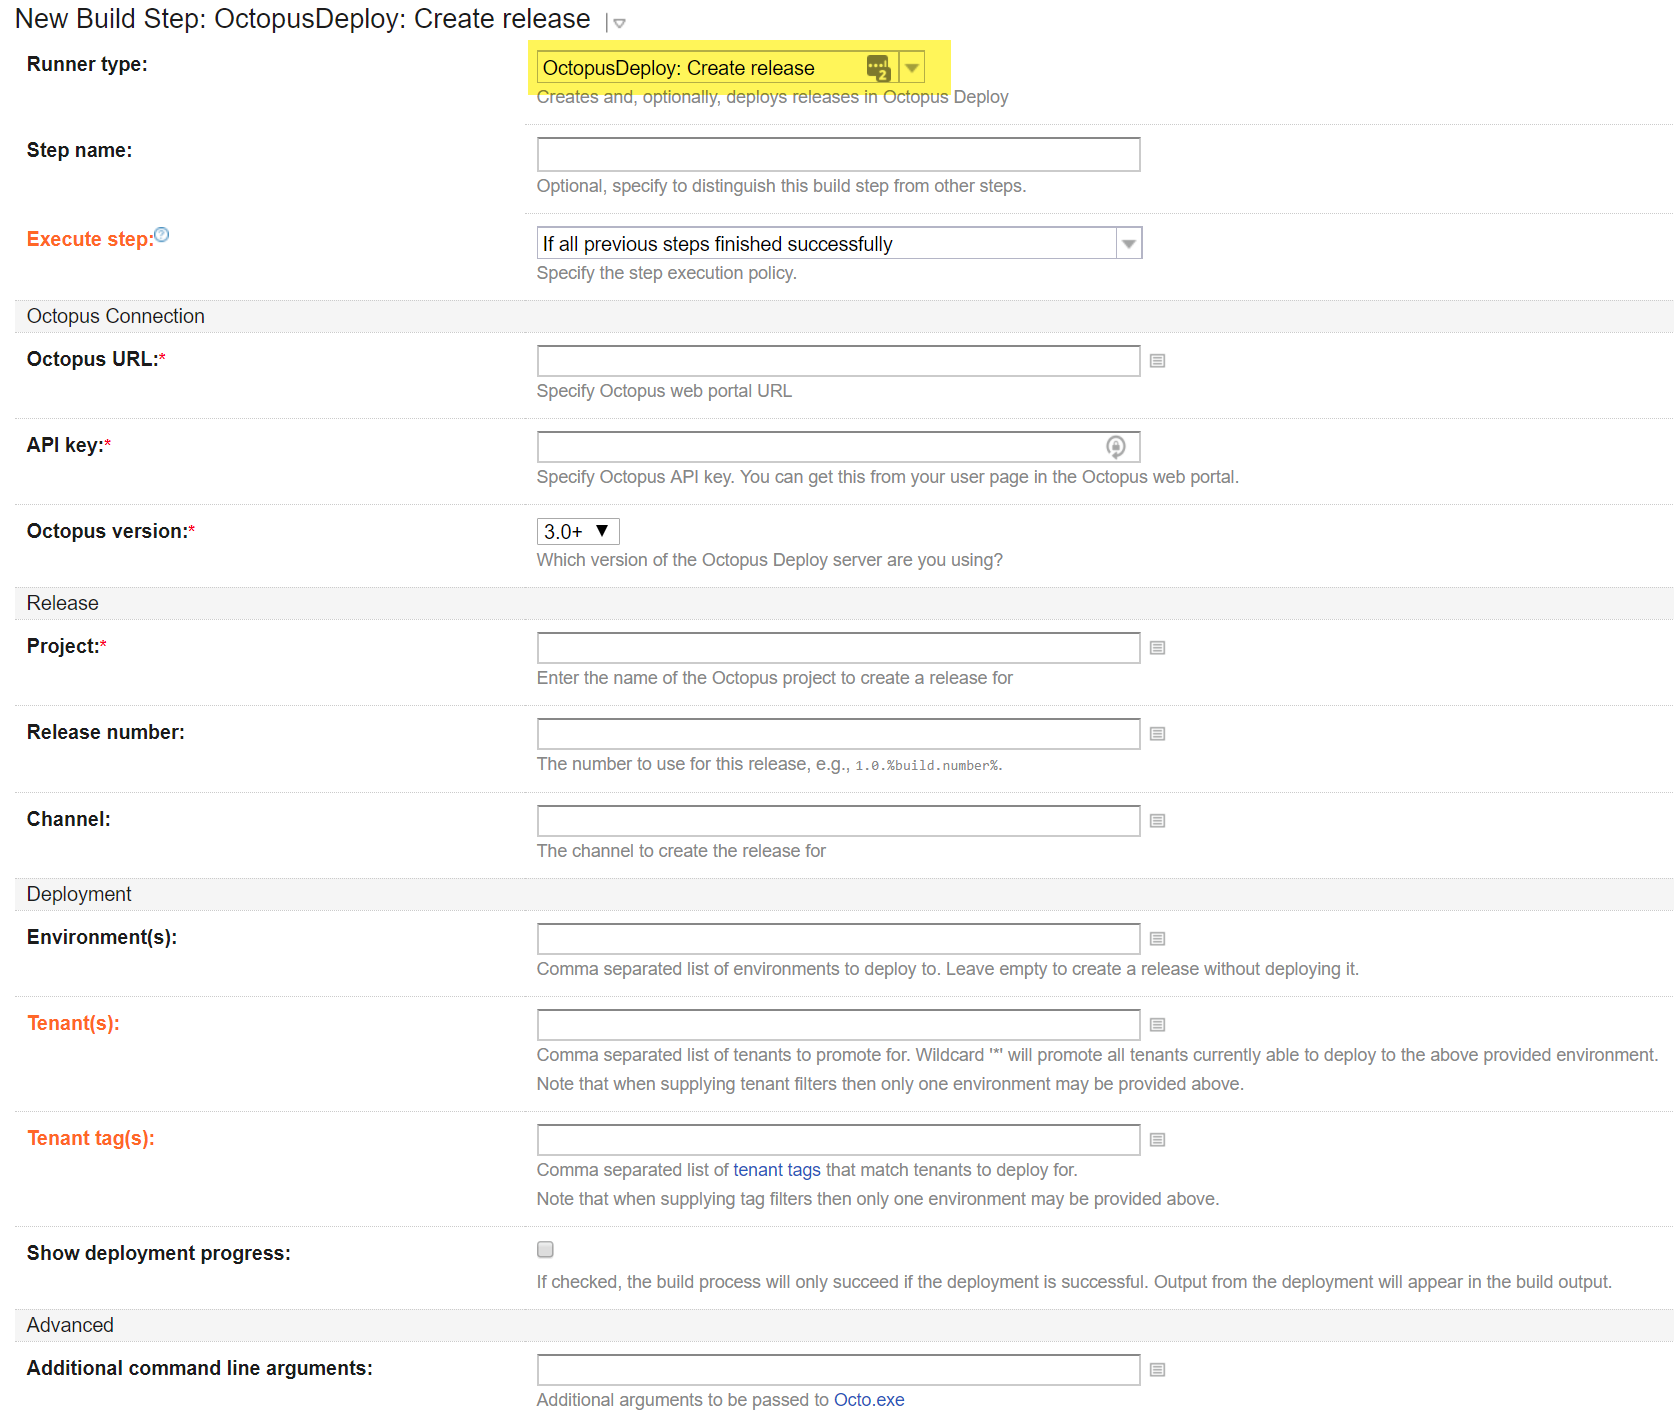 New Build Step: OctopusDeploy: Create release
Runner type:
OctopusDeploy: Create release
2
Creates and, optionally, deploys releases in Octopus Deploy
Step name:
Optional, specify to distinguish this build step from other steps.
Execute step:
If all previous steps finished successfully
Specify the step execution policy.
Octopus Connection
Octopus URL:*
Specify Octopus web portal URL
API key:*
Specify Octopus API key. You can get this from your user page in the Octopus web portal.
Octopus version:*
3.0+
Which version of the Octopus Deploy server are you using?
Release
Project:*
Enter the name of the Octopus project to create a release for
Release number:
The number to use for this release, e.g., 1.0.%build.number%.
Channel:
The channel to create the release for
Deployment
Environment(s):
Comma separated list of environments to deploy to. Leave empty to create a release without deploying it.
Tenant(s):
Comma separated list of tenants to promote for. Wildcard '*' will promote all tenants currently able to deploy to the above provided environment.
Note that when supplying tenant filters then only one environment may be provided above.
Tenant tag(s):
Comma separated list of tenant tags that match tenants to deploy for.
Note that when supplying tag filters then only one environment may be provided above.
Show deployment progress:
If checked, the build process will only succeed if the deployment is successful. Output from the deployment will appear in the build output.
Advanced
Additional command line arguments:
Additional arguments to be passed to Octo.exe